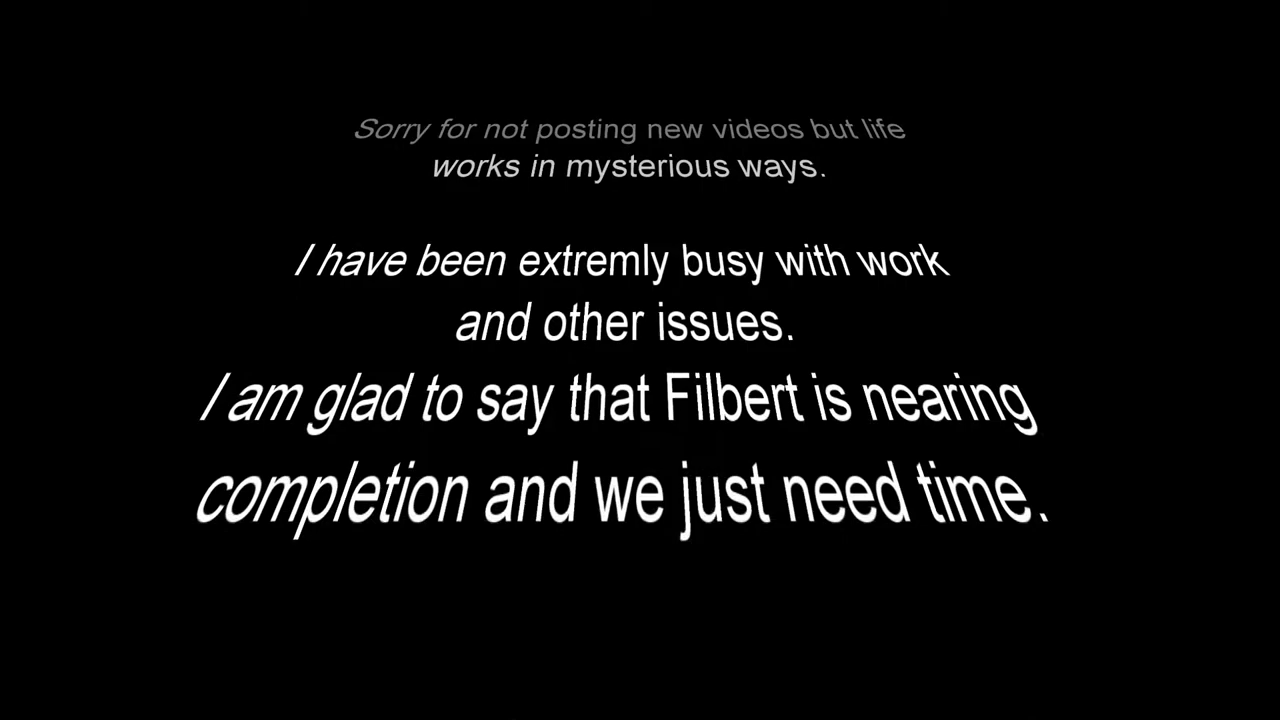 Sorry for not posting new videos but life
works in mysterious ways.
I have been extremly busy with work
and other issues.
I am glad to say that Filbert is nearing
completion and we just need time.